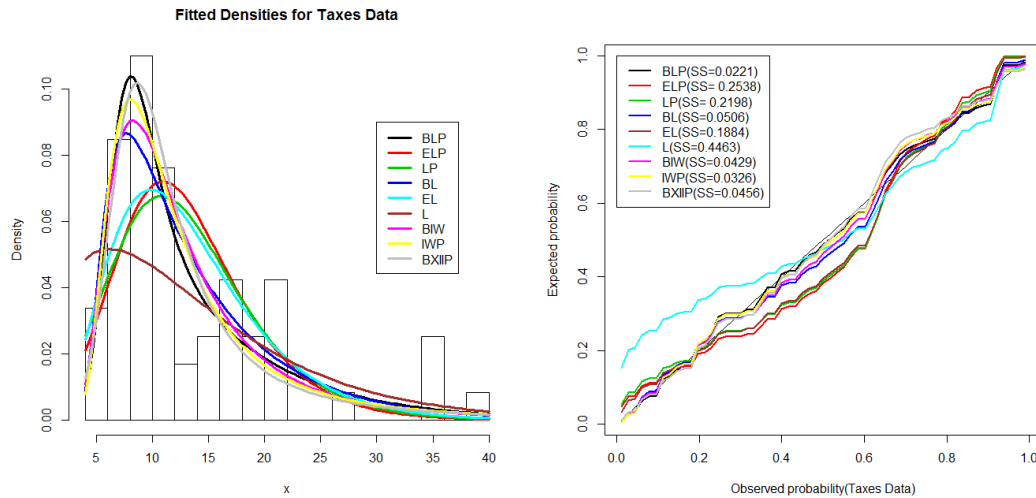 Fitted Densities for Taxes Data
Density
0.00
0.02
0.04
0.06
0.08
0.10
5
10
15
20
25
30
35
40
x
BLP
ELP
LP
BL
EL
L
BIW
IWP
BXIIP
Expected probability
0.0
0.2
0.4
0.6
0.8
1.0
0.0
0.2
0.4
0.6
0.8
1.0
Observed probability(Taxes Data)
BLP(SS=0.0221)
ELP(SS= 0.2538)
LP(SS= 0.2198)
BL(SS=0.0506)
EL(SS=0.1884)
L(SS=0.4463)
BIW(SS=0.0429)
IWP(SS=0.0326)
BXIIP(SS=0.0456)